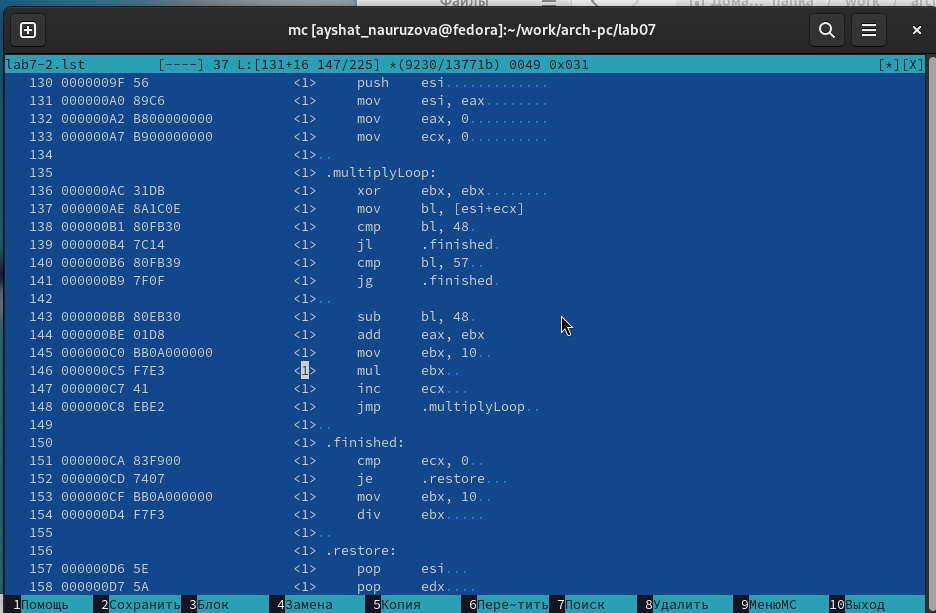 Файлы
mc [ayshat_nauruzova@fedora]:~/work/arch-pc/lab07
lab7-2.lst [----] 37 L:[131+16 147/225] *(9230/13771b) 0049 0x031 [*][X]
130 0000009F 56 <1> push esi.............
131 000000A0 89C6 <1> mov esi, eax........
132 000000A2 B800000000 <1> mov eax, 0..........
133 000000A7 B900000000 <1> mov ecx, 0..........
134 <1>..
135 <1> .multiplyLoop:
136 000000AC 31DB <1> xor ebx, ebx........
137 000000AE 8A1C0E <1> mov bl, [esi+ecx]
138 000000B1 80FB30 <1> cmp bl, 48.
139 000000B4 7C14 <1> jl .finished.
140 000000B6 80FB39 <1> cmp bl, 57..
141 000000B9 7F0F <1> jg .finished.
142 <1>..
143 000000BB 80EB30 <1> sub bl, 48.
144 000000BE 01D8 <1> add eax, ebx
145 000000C0 BB0A000000 <1> mov ebx, 10..
146 000000C5 F7E3 <1> mul ebx..
147 000000C7 41 <1> inc ecx...
148 000000C8 EBE2 <1> jmp .multiplyLoop..
149 <1>..
150 <1> .finished:
151 000000CA 83F900 <1> cmp ecx, 0..
152 000000CD 7407 <1> je .restore...
153 000000CF BB0A000000 <1> mov ebx, 10..
154 000000D4 F7F3 <1> div ebx.....
155 <1>..
156 <1> .restore:
157 000000D6 5E <1> pop esi...
158 000000D7 5A <1> pop edx....
1Помощь 2Сохранить 3Блок 4Замена 5Копия 6Пере~тить 7Поиск 8Удалить 9МенюMC 10Выход